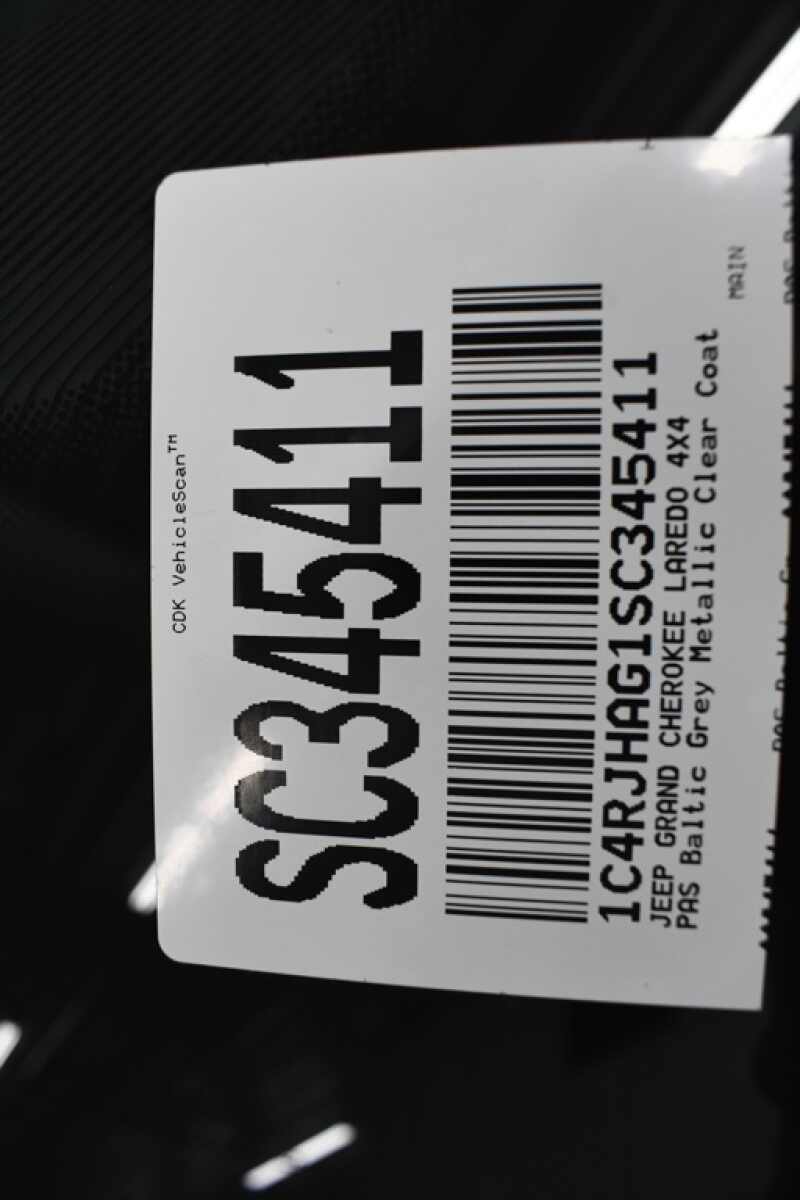 CDK VehicleScan™
SC345411
1C4RJHAG1SC345411
JEEP GRAND CHEROKEE LAREDO 4X4
PAS Baltic Grey Metallic Clear Coat
MAIN